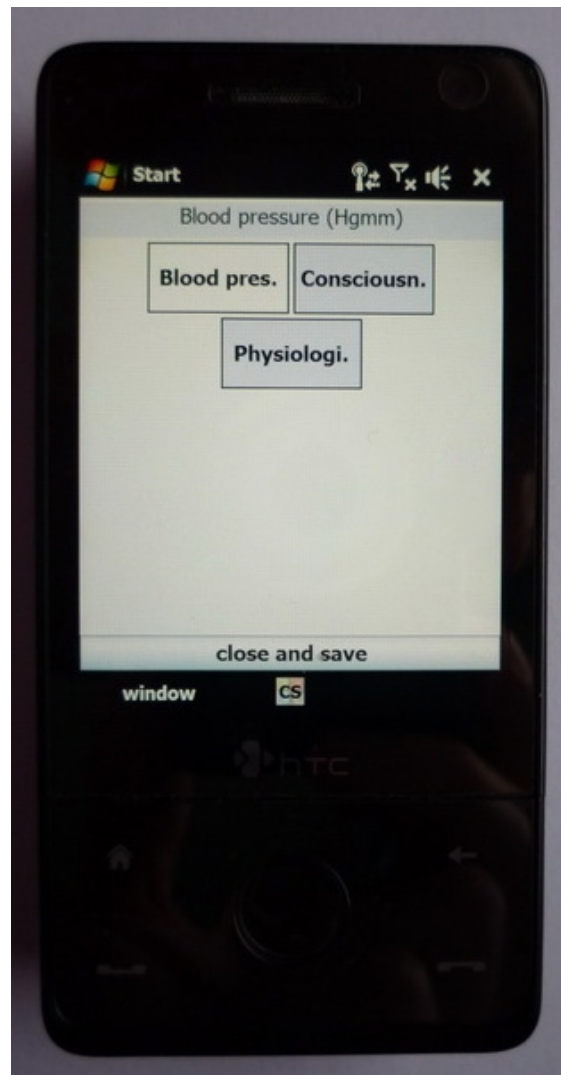 Start
Blood pressure (Hgmm)
Blood pres. Consciousn.
Physiologi.
close and save
window CS
hTC